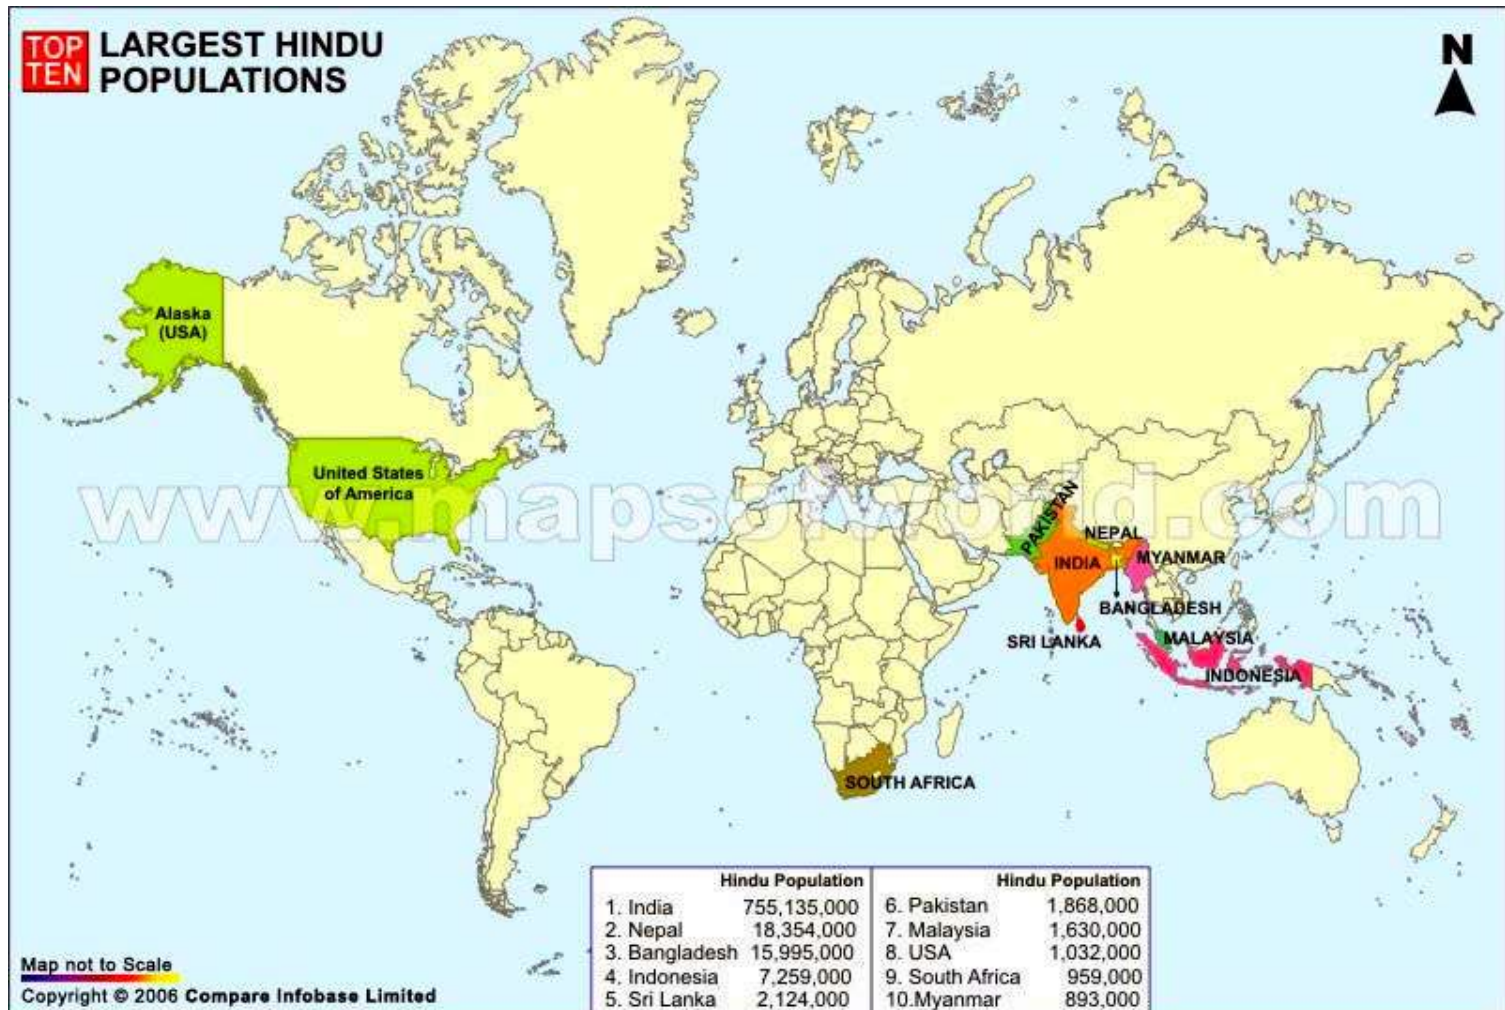 TOP
TEN
LARGEST HINDU
POPULATIONS
N
Alaska
(USA)
United States
of America
www.mapsofworld.com
PAKISTAN
NEPAL
INDIA
MYANMAR
BANGLADESH
SRI LANKA
MALAYSIA
INDONESIA
SOUTH AFRICA
Hindu Population
1. India 755,135,000
2. Nepal 18,354,000
3. Bangladesh 15,995,000
4. Indonesia 7,259,000
5. Sri Lanka 2,124,000
Hindu Population
6. Pakistan 1,868,000
7. Malaysia 1,630,000
8. USA 1,032,000
9. South Africa 959,000
10.Myanmar 893,000
Map not to Scale
Copyright © 2006 Compare Infobase Limited